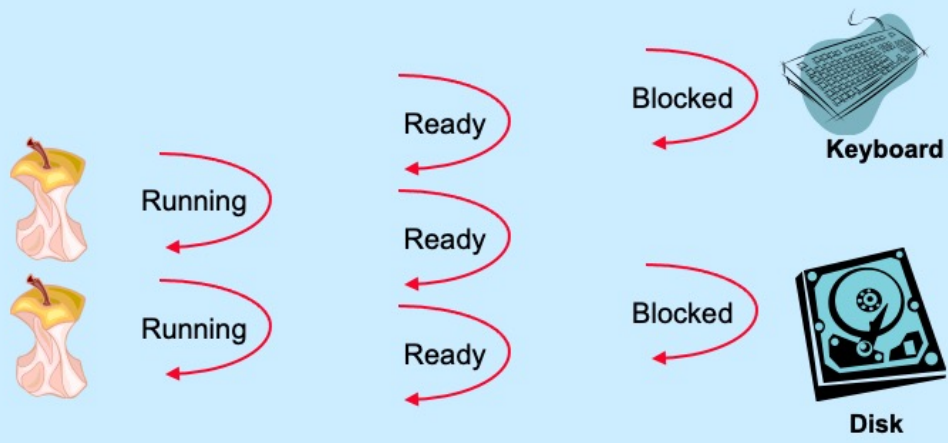 Blocked
Ready
Keyboard
Running
Ready
Blocked
Running
Ready
Disk